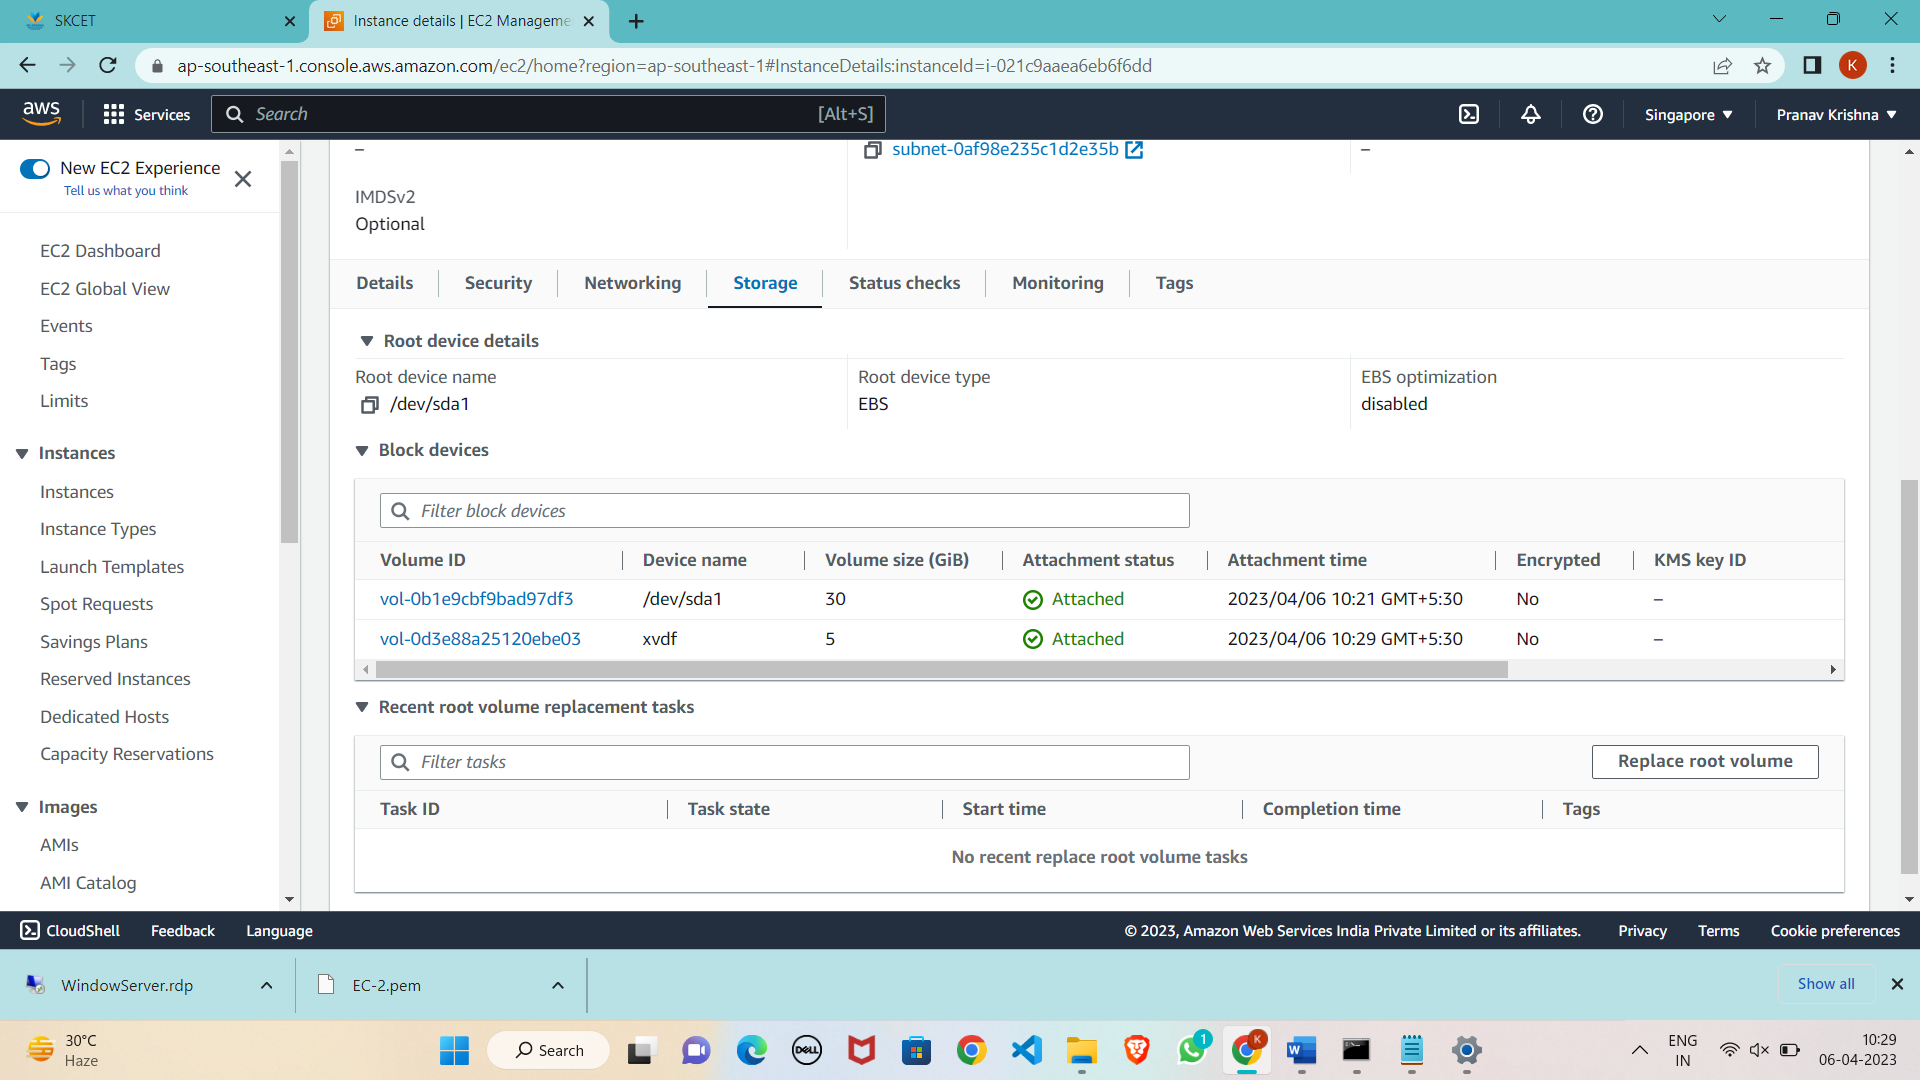 SKCET
Instance details | EC2 Manageme
ap-southeast-1.console.aws.amazon.com/ec2/home?region=ap-southeast-1#InstanceDetails:instanceId=i-021c9aaea6eb6f6dd
K
aws
Services
Search
[Alt+S]
Singapore
Pranav Krishna
New EC2 Experience
Tell us what you think
EC2 Dashboard
EC2 Global View
Events
Tags
Limits
Instances
Instances
Instance Types
Launch Templates
Spot Requests
Savings Plans
Reserved Instances
Dedicated Hosts
Capacity Reservations
Images
AMIs
AMI Catalog
– subnet-0af98e235c1d2e35b –
IMDSv2
Optional
Details Security Networking Storage Status checks Monitoring Tags
Root device details
Root device name Root device type EBS optimization
/dev/sda1 EBS disabled
Block devices
Filter block devices
Volume ID Device name Volume size (GiB) Attachment status Attachment time Encrypted KMS key ID
vol-0b1e9cbf9bad97df3 /dev/sda1 30 Attached 2023/04/06 10:21 GMT+5:30 No –
vol-0d3e88a25120ebe03 xvdf 5 Attached 2023/04/06 10:29 GMT+5:30 No –
Recent root volume replacement tasks
Filter tasks
Replace root volume
Task ID Task state Start time Completion time Tags
No recent replace root volume tasks
CloudShell Feedback Language © 2023, Amazon Web Services India Private Limited or its affiliates. Privacy Terms Cookie preferences
WindowServer.rdp EC-2.pem Show all
30°C
Haze
Search
DELL
1
K
W
ENG
IN
10:29
06-04-2023